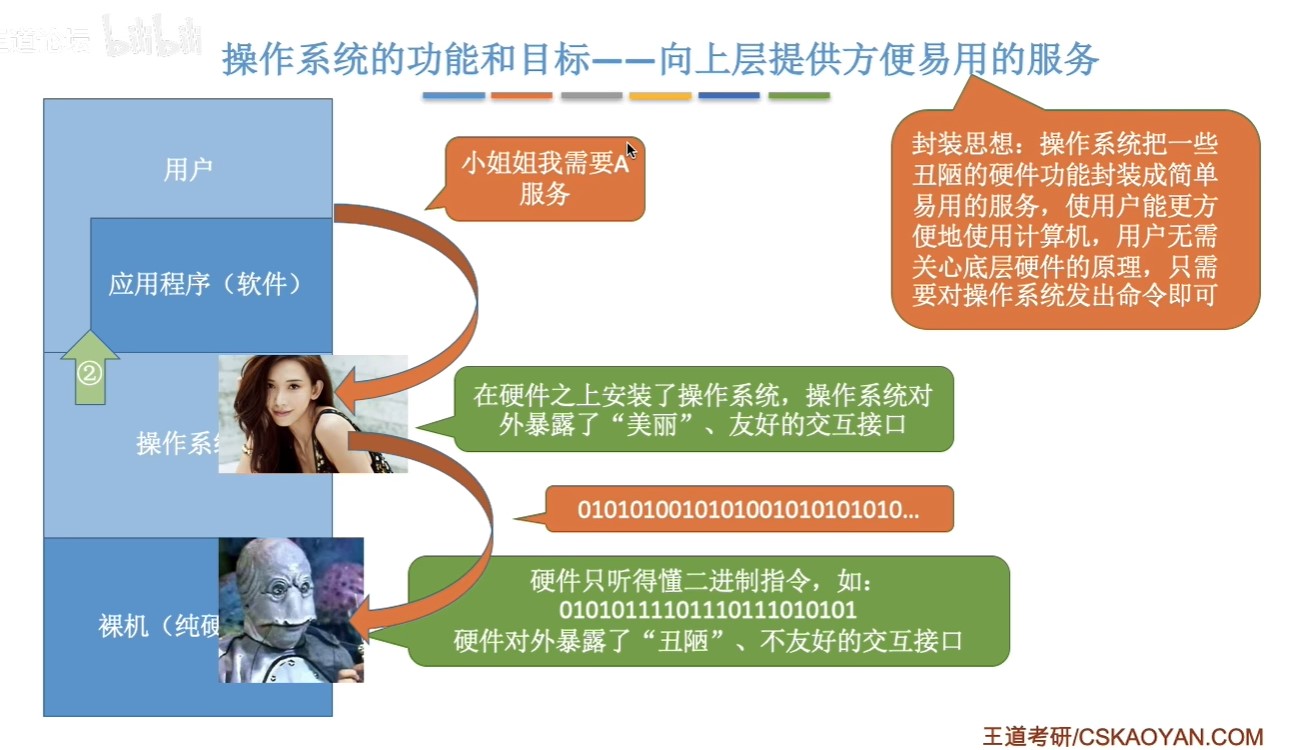 王道论坛 bilibili
操作系统的功能和目标——向上层提供方便易用的服务
用户
应用程序（软件）
②
操作系
裸机（纯
小姐姐我需要A
服务
封装思想：操作系统把一些
丑陋的硬件功能封装成简单
易用的服务，使用户能更方
便地使用计算机，用户无需
关心底层硬件的原理，只需
要对操作系统发出命令即可
在硬件之上安装了操作系统，操作系统对
外暴露了“美丽”、友好的交互接口
0101010010101001010101010...
硬件只听得懂二进制指令，如：
01010111101110111010101
硬件对外暴露了“丑陋”、不友好的交互接口
王道考研/CSKAOYAN.COM